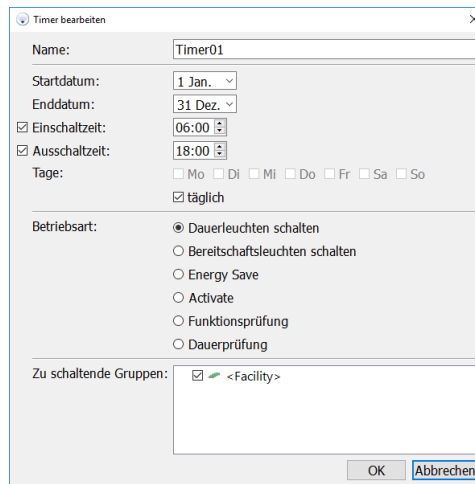 Timer bearbeiten
Name: Timer01
Startdatum: 1 Jan.
Enddatum: 31 Dez.
Einschaltzeit: 06:00
Ausschaltzeit: 18:00
Tage: Mo Di Mi Do Fr Sa So
täglich
Betriebsart: Dauerleuchten schalten
Bereitschaftsleuchten schalten
Energy Save
Activate
Funktionsprüfung
Dauerprüfung
Zu schaltende Gruppen: <Facility>
OK Abbrechen